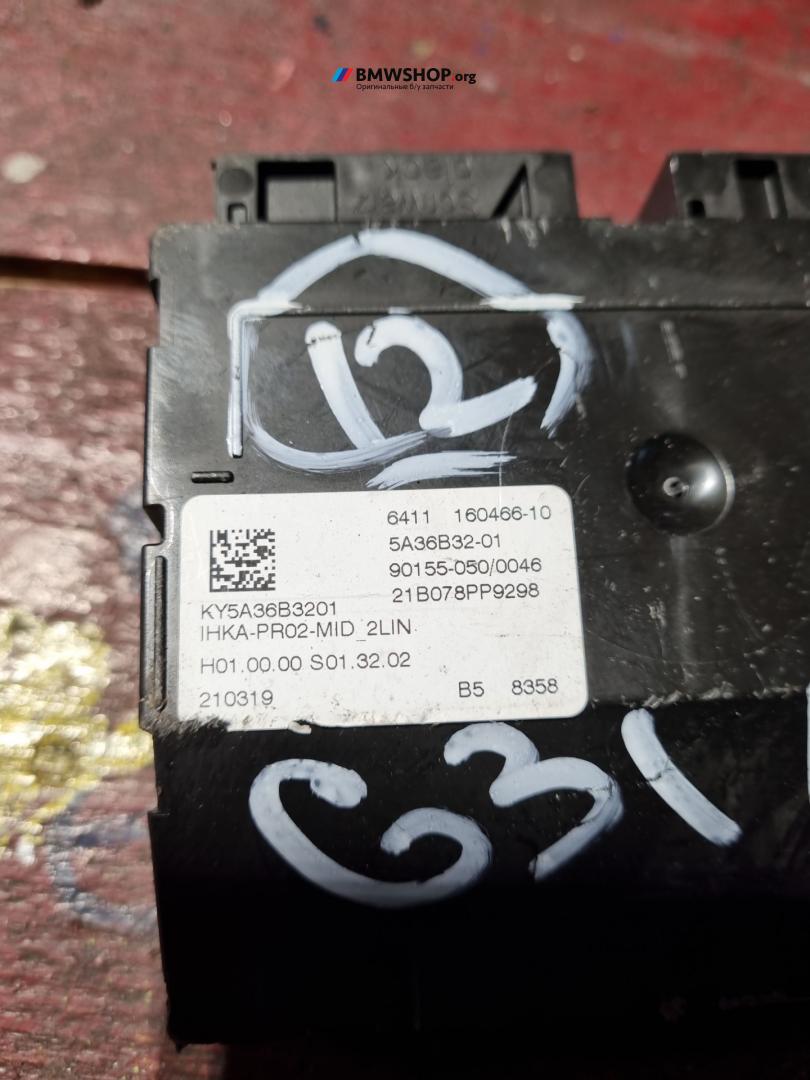 BMWSHOP.org
Оригинальные б/у запчасти
12
6411 160466-10
5A36B32-01
90155-050/0046
21B078PP9298
KY5A36B3201
IHKA-PR02-MID_2LIN
H01.00.00 S01.32.02
210319 B5 8358
G31